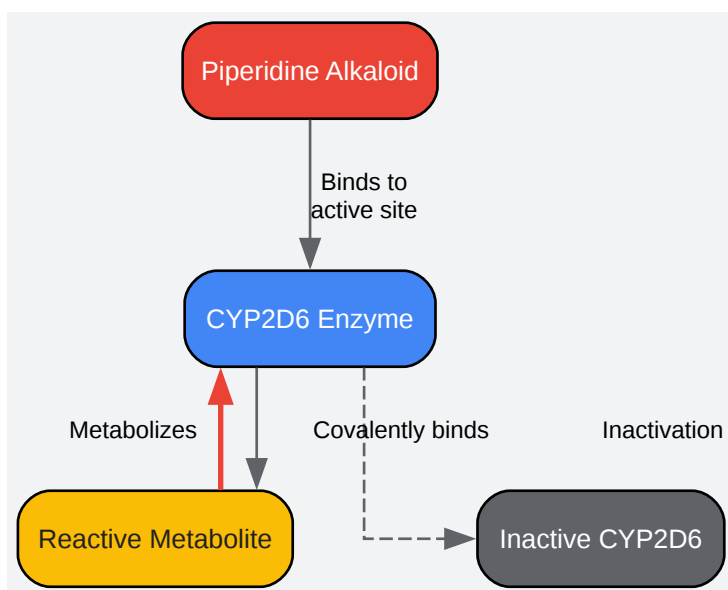 Piperidine Alkaloid
Binds to
active site
CYP2D6 Enzyme
Metabolizes
Covalently binds
Inactivation
Reactive Metabolite
Inactive CYP2D6